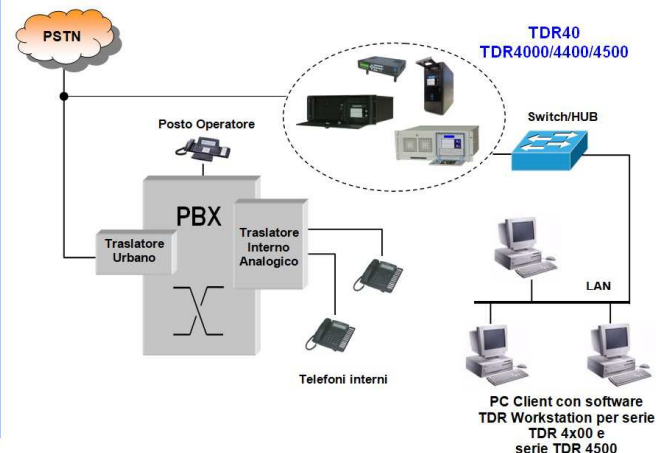 PSTN
TDR40
TDR4000/4400/4500
Switch/HUB
Posto Operatore
PBX
Traslatore
Urbano
Traslatore
Interno
Analogico
LAN
Telefoni interni
PC Client con software
TDR Workstation per serie
TDR 4x00 e
serie TDR 4500